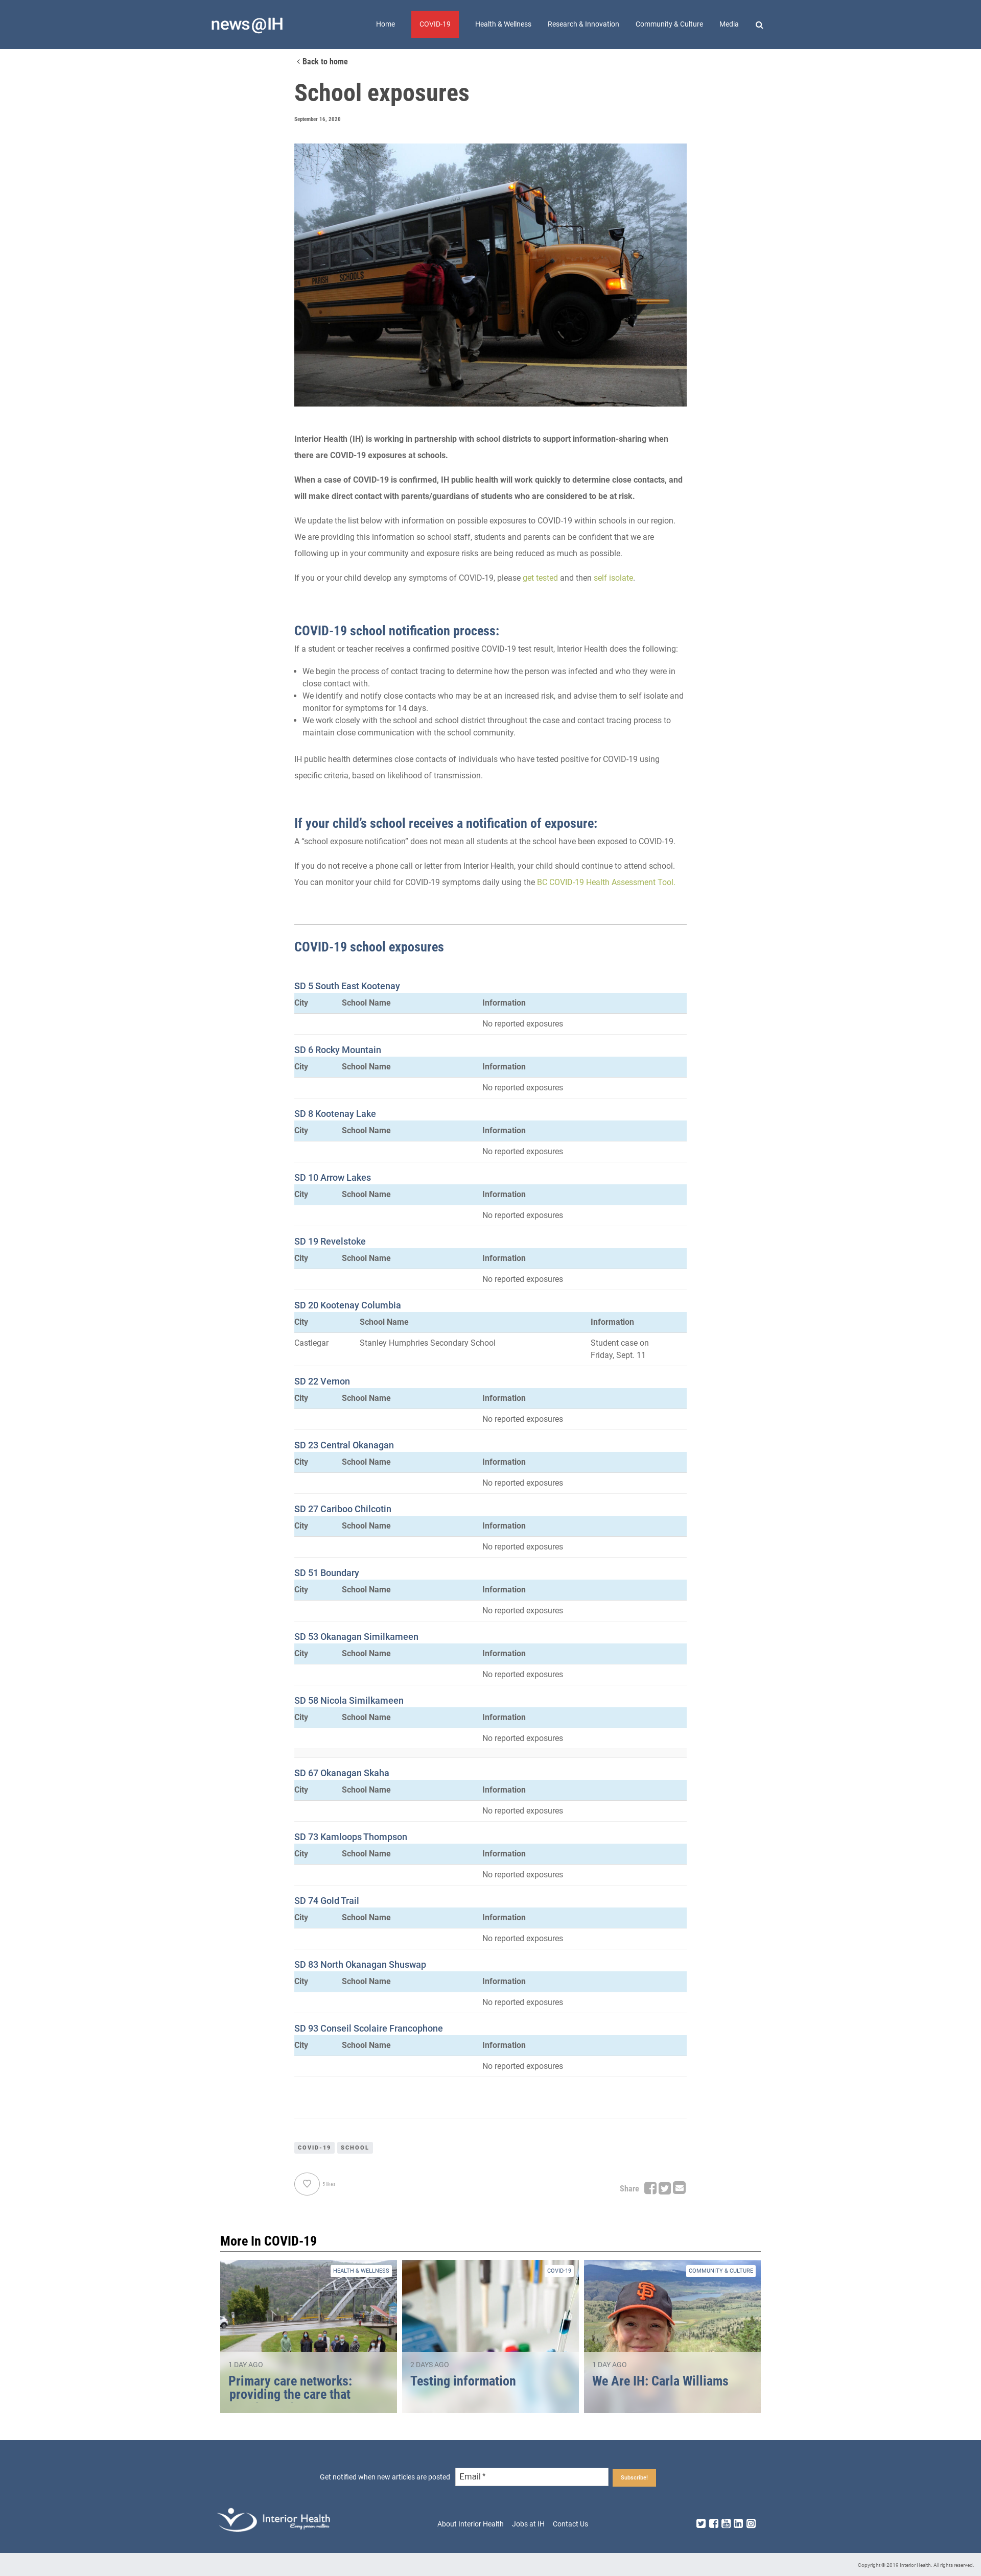 news@IH
Home
COVID-19
Health & Wellness
Research & Innovation
Community & Culture
Media
Back to home
School exposures
September 16, 2020
PARISH SCHOOLS
Interior Health (IH) is working in partnership with school districts to support information-sharing when
there are COVID-19 exposures at schools.
When a case of COVID-19 is confirmed, IH public health will work quickly to determine close contacts, and
will make direct contact with parents/guardians of students who are considered to be at risk.
We update the list below with information on possible exposures to COVID-19 within schools in our region.
We are providing this information so school staff, students and parents can be confident that we are
following up in your community and exposure risks are being reduced as much as possible.
If you or your child develop any symptoms of COVID-19, please get tested and then self isolate.
COVID-19 school notification process:
If a student or teacher receives a confirmed positive COVID-19 test result, Interior Health does the following:
• We begin the process of contact tracing to determine how the person was infected and who they were in
close contact with.
• We identify and notify close contacts who may be at an increased risk, and advise them to self isolate and
monitor for symptoms for 14 days.
• We work closely with the school and school district throughout the case and contact tracing process to
maintain close communication with the school community.
IH public health determines close contacts of individuals who have tested positive for COVID-19 using
specific criteria, based on likelihood of transmission.
If your child's school receives a notification of exposure:
A "school exposure notification" does not mean all students at the school have been exposed to COVID-19.
If you do not receive a phone call or letter from Interior Health, your child should continue to attend school.
You can monitor your child for COVID-19 symptoms daily using the BC COVID-19 Health Assessment Tool.
COVID-19 school exposures
SD 5 South East Kootenay
City School Name Information
No reported exposures
SD 6 Rocky Mountain
City School Name Information
No reported exposures
SD 8 Kootenay Lake
City School Name Information
No reported exposures
SD 10 Arrow Lakes
City School Name Information
No reported exposures
SD 19 Revelstoke
City School Name Information
No reported exposures
SD 20 Kootenay Columbia
City School Name Information
Castlegar Stanley Humphries Secondary School Student case on
Friday, Sept. 11
SD 22 Vernon
City School Name Information
No reported exposures
SD 23 Central Okanagan
City School Name Information
No reported exposures
SD 27 Cariboo Chilcotin
City School Name Information
No reported exposures
SD 51 Boundary
City School Name Information
No reported exposures
SD 53 Okanagan Similkameen
City School Name Information
No reported exposures
SD 58 Nicola Similkameen
City School Name Information
No reported exposures
SD 67 Okanagan Skaha
City School Name Information
No reported exposures
SD 73 Kamloops Thompson
City School Name Information
No reported exposures
SD 74 Gold Trail
City School Name Information
No reported exposures
SD 83 North Okanagan Shuswap
City School Name Information
No reported exposures
SD 93 Conseil Scolaire Francophone
City School Name Information
No reported exposures
COVID-19 SCHOOL
likes
Share
More In COVID-19
HEALTH & WELLNESS
1 DAY AGO
Primary care networks:
providing the care that
COVID-19
2 DAYS AGO
Testing information
COMMUNITY & CULTURE
1 DAY AGO
We Are IH: Carla Williams
Get notified when new articles are posted
Email *
Subscribe!
Interior Health
Every person matters
About Interior Health
Jobs at IH
Contact Us
Copyright © 2019 Interior Health. All rights reserved.